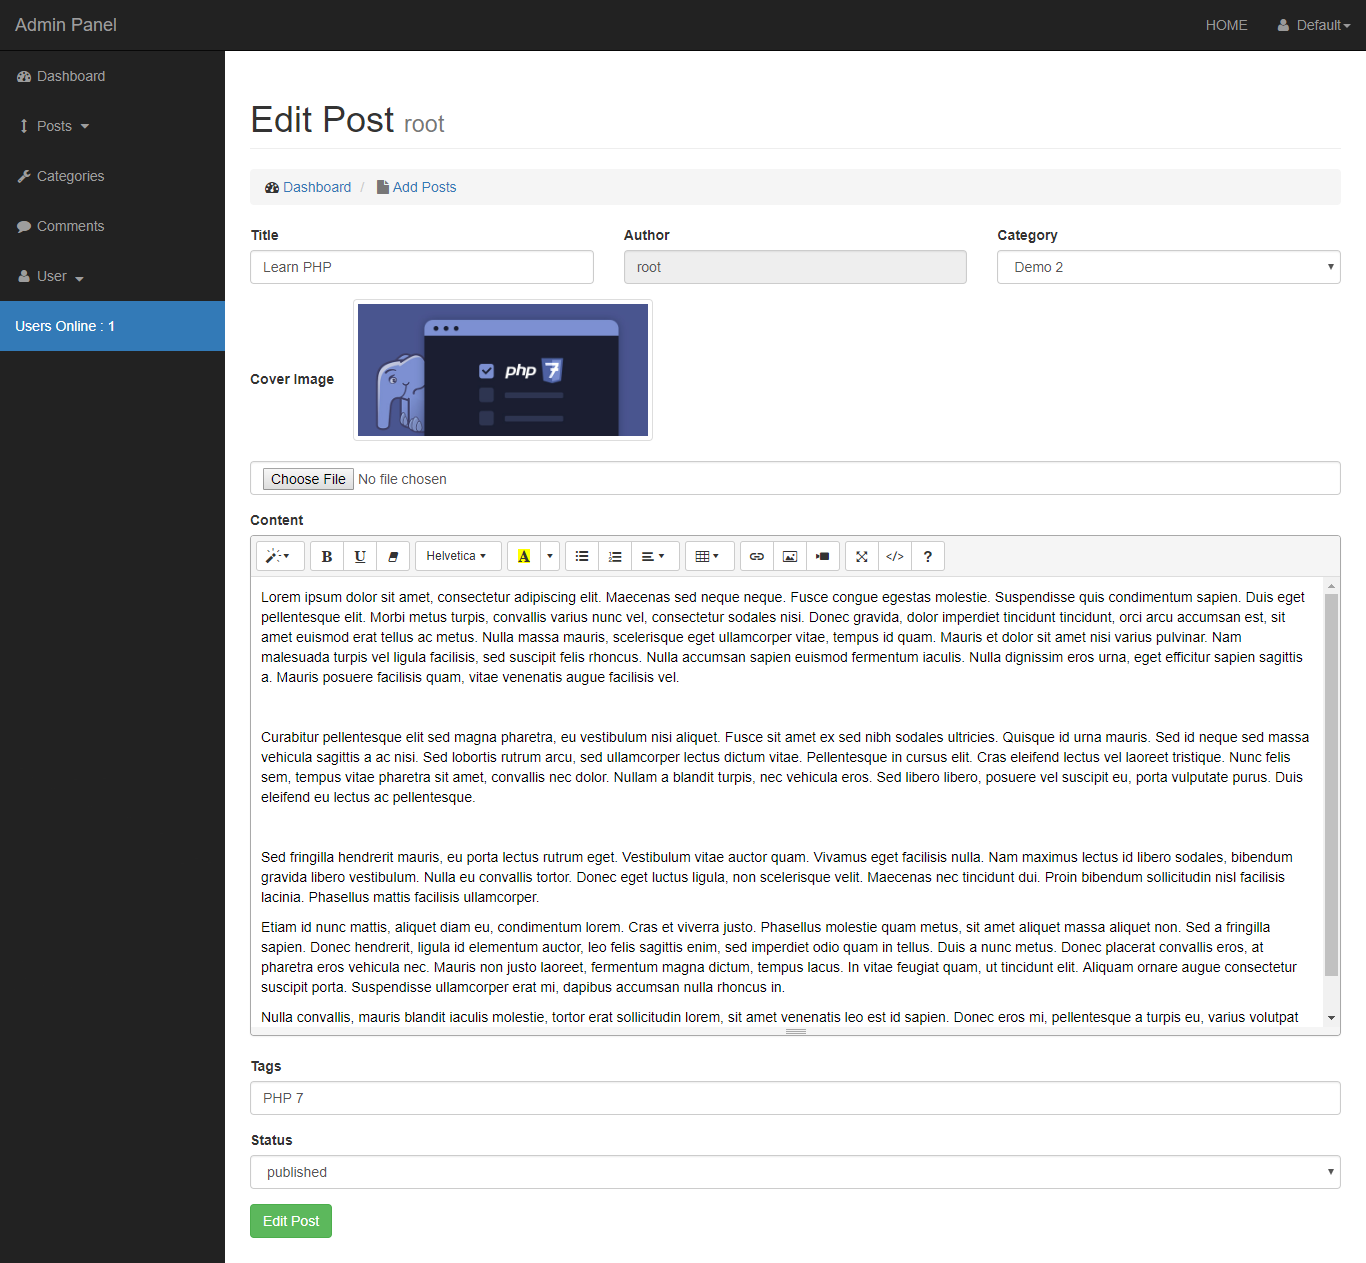 Admin Panel
HOME
Default
Dashboard
Posts
Categories
Comments
User
Users Online : 1
Edit Post root
Dashboard / Add Posts
Title
Author
Category
Learn PHP
root
Demo 2
Cover Image
php 7
Choose File No file chosen
Content
B U Helvetica A </> ?
Lorem ipsum dolor sit amet, consectetur adipiscing elit. Maecenas sed neque neque. Fusce congue egestas molestie. Suspendisse quis condimentum sapien. Duis eget
pellentesque elit. Morbi metus turpis, convallis varius nunc vel, consectetur sodales nisi. Donec gravida, dolor imperdiet tincidunt tincidunt, orci arcu accumsan est, sit
amet euismod erat tellus ac metus. Nulla massa mauris, scelerisque eget ullamcorper vitae, tempus id quam. Mauris et dolor sit amet nisi varius pulvinar. Nam
malesuada turpis vel ligula facilisis, sed suscipit felis rhoncus. Nulla accumsan sapien euismod fermentum iaculis. Nulla dignissim eros urna, eget efficitur sapien sagittis
a. Mauris posuere facilisis quam, vitae venenatis augue facilisis vel.
Curabitur pellentesque elit sed magna pharetra, eu vestibulum nisi aliquet. Fusce sit amet ex sed nibh sodales ultricies. Quisque id urna mauris. Sed id neque sed massa
vehicula sagittis a ac nisi. Sed lobortis rutrum arcu, sed ullamcorper lectus dictum vitae. Pellentesque in cursus elit. Cras eleifend lectus vel laoreet tristique. Nunc felis
sem, tempus vitae pharetra sit amet, convallis nec dolor. Nullam a blandit turpis, nec vehicula eros. Sed libero libero, posuere vel suscipit eu, porta vulputate purus. Duis
eleifend eu lectus ac pellentesque.
Sed fringilla hendrerit mauris, eu porta lectus rutrum eget. Vestibulum vitae auctor quam. Vivamus eget facilisis nulla. Nam maximus lectus id libero sodales, bibendum
gravida libero vestibulum. Nulla eu convallis tortor. Donec eget luctus ligula, non scelerisque velit. Maecenas nec tincidunt dui. Proin bibendum sollicitudin nisl facilisis
lacinia. Phasellus mattis facilisis ullamcorper.
Etiam id nunc mattis, aliquet diam eu, condimentum lorem. Cras et viverra justo. Phasellus molestie quam metus, sit amet aliquet massa aliquet non. Sed a fringilla
sapien. Donec hendrerit, ligula id elementum auctor, leo felis sagittis enim, sed imperdiet odio quam in tellus. Duis a nunc metus. Donec placerat convallis eros, at
pharetra eros vehicula nec. Mauris non justo laoreet, fermentum magna dictum, tempus lacus. In vitae feugiat quam, ut tincidunt elit. Aliquam ornare augue consectetur
suscipit porta. Suspendisse ullamcorper erat mi, dapibus accumsan nulla rhoncus in.
Nulla convallis, mauris blandit iaculis molestie, tortor erat sollicitudin lorem, sit amet venenatis leo est id sapien. Donec eros mi, pellentesque a turpis eu, varius volutpat
Tags
PHP 7
Status
published
Edit Post